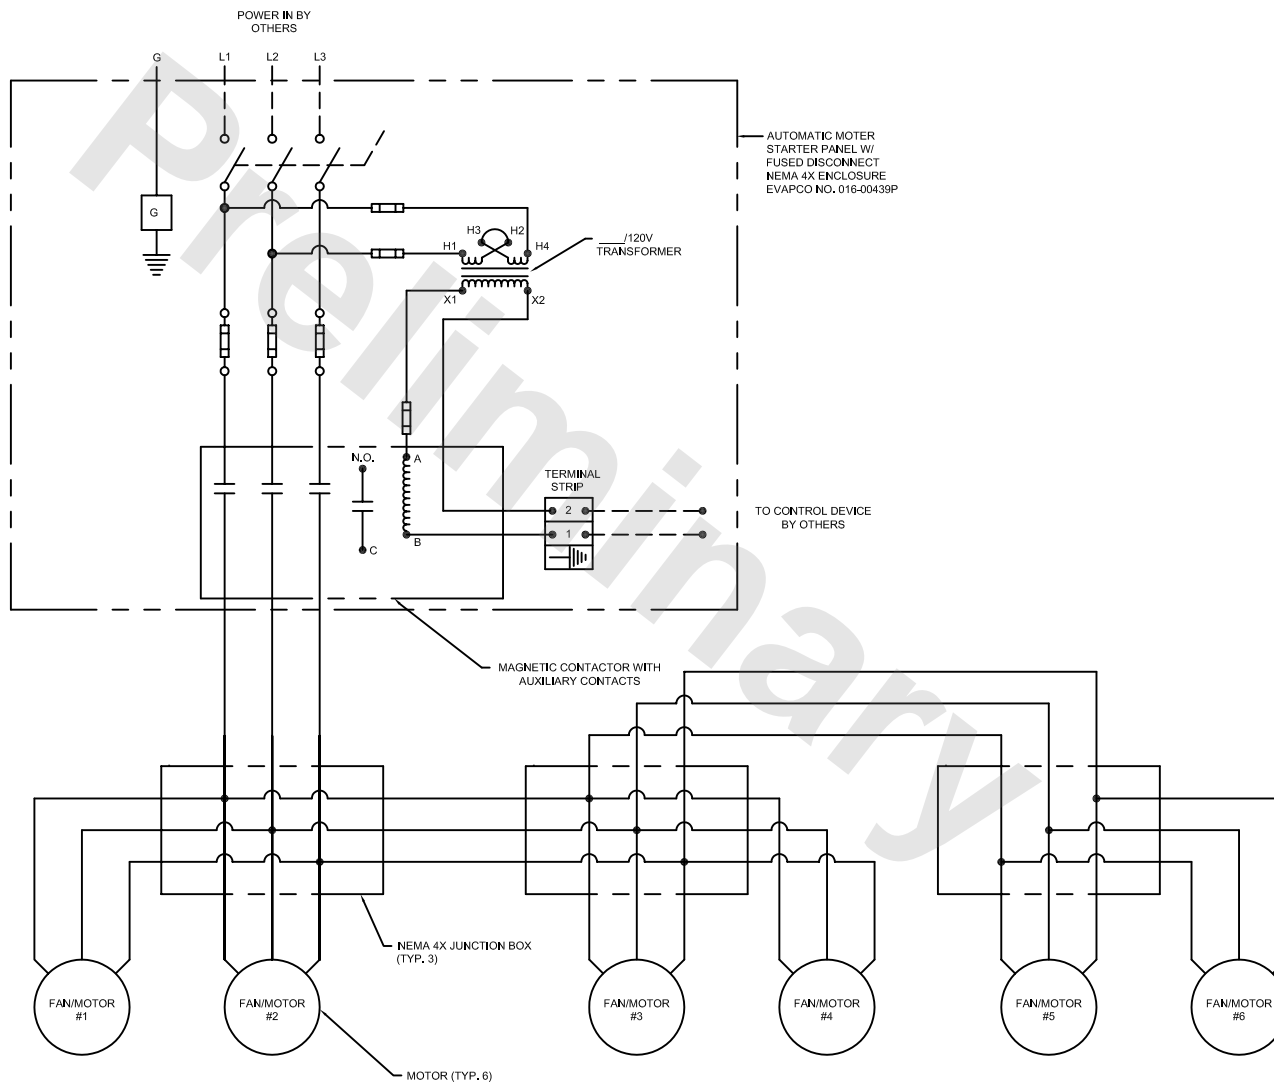 POWER IN BY
OTHERS
G
L1
L2
L3
AUTOMATIC MOTER
STARTER PANEL W/
FUSED DISCONNECT
NEMA 4X ENCLOSURE
EVAPCO NO. 016-00439P
G
H3
H2
H1
H4
____/120V
TRANSFORMER
X1
X2
N.O.
A
TERMINAL
STRIP
2
TO CONTROL DEVICE
BY OTHERS
1
B
C
MAGNETIC CONTACTOR WITH
AUXILIARY CONTACTS
NEMA 4X JUNCTION BOX
(TYP. 3)
FAN/MOTOR
#1
FAN/MOTOR
#2
FAN/MOTOR
#3
FAN/MOTOR
#4
FAN/MOTOR
#5
FAN/MOTOR
#6
MOTOR (TYP. 6)
Preliminary